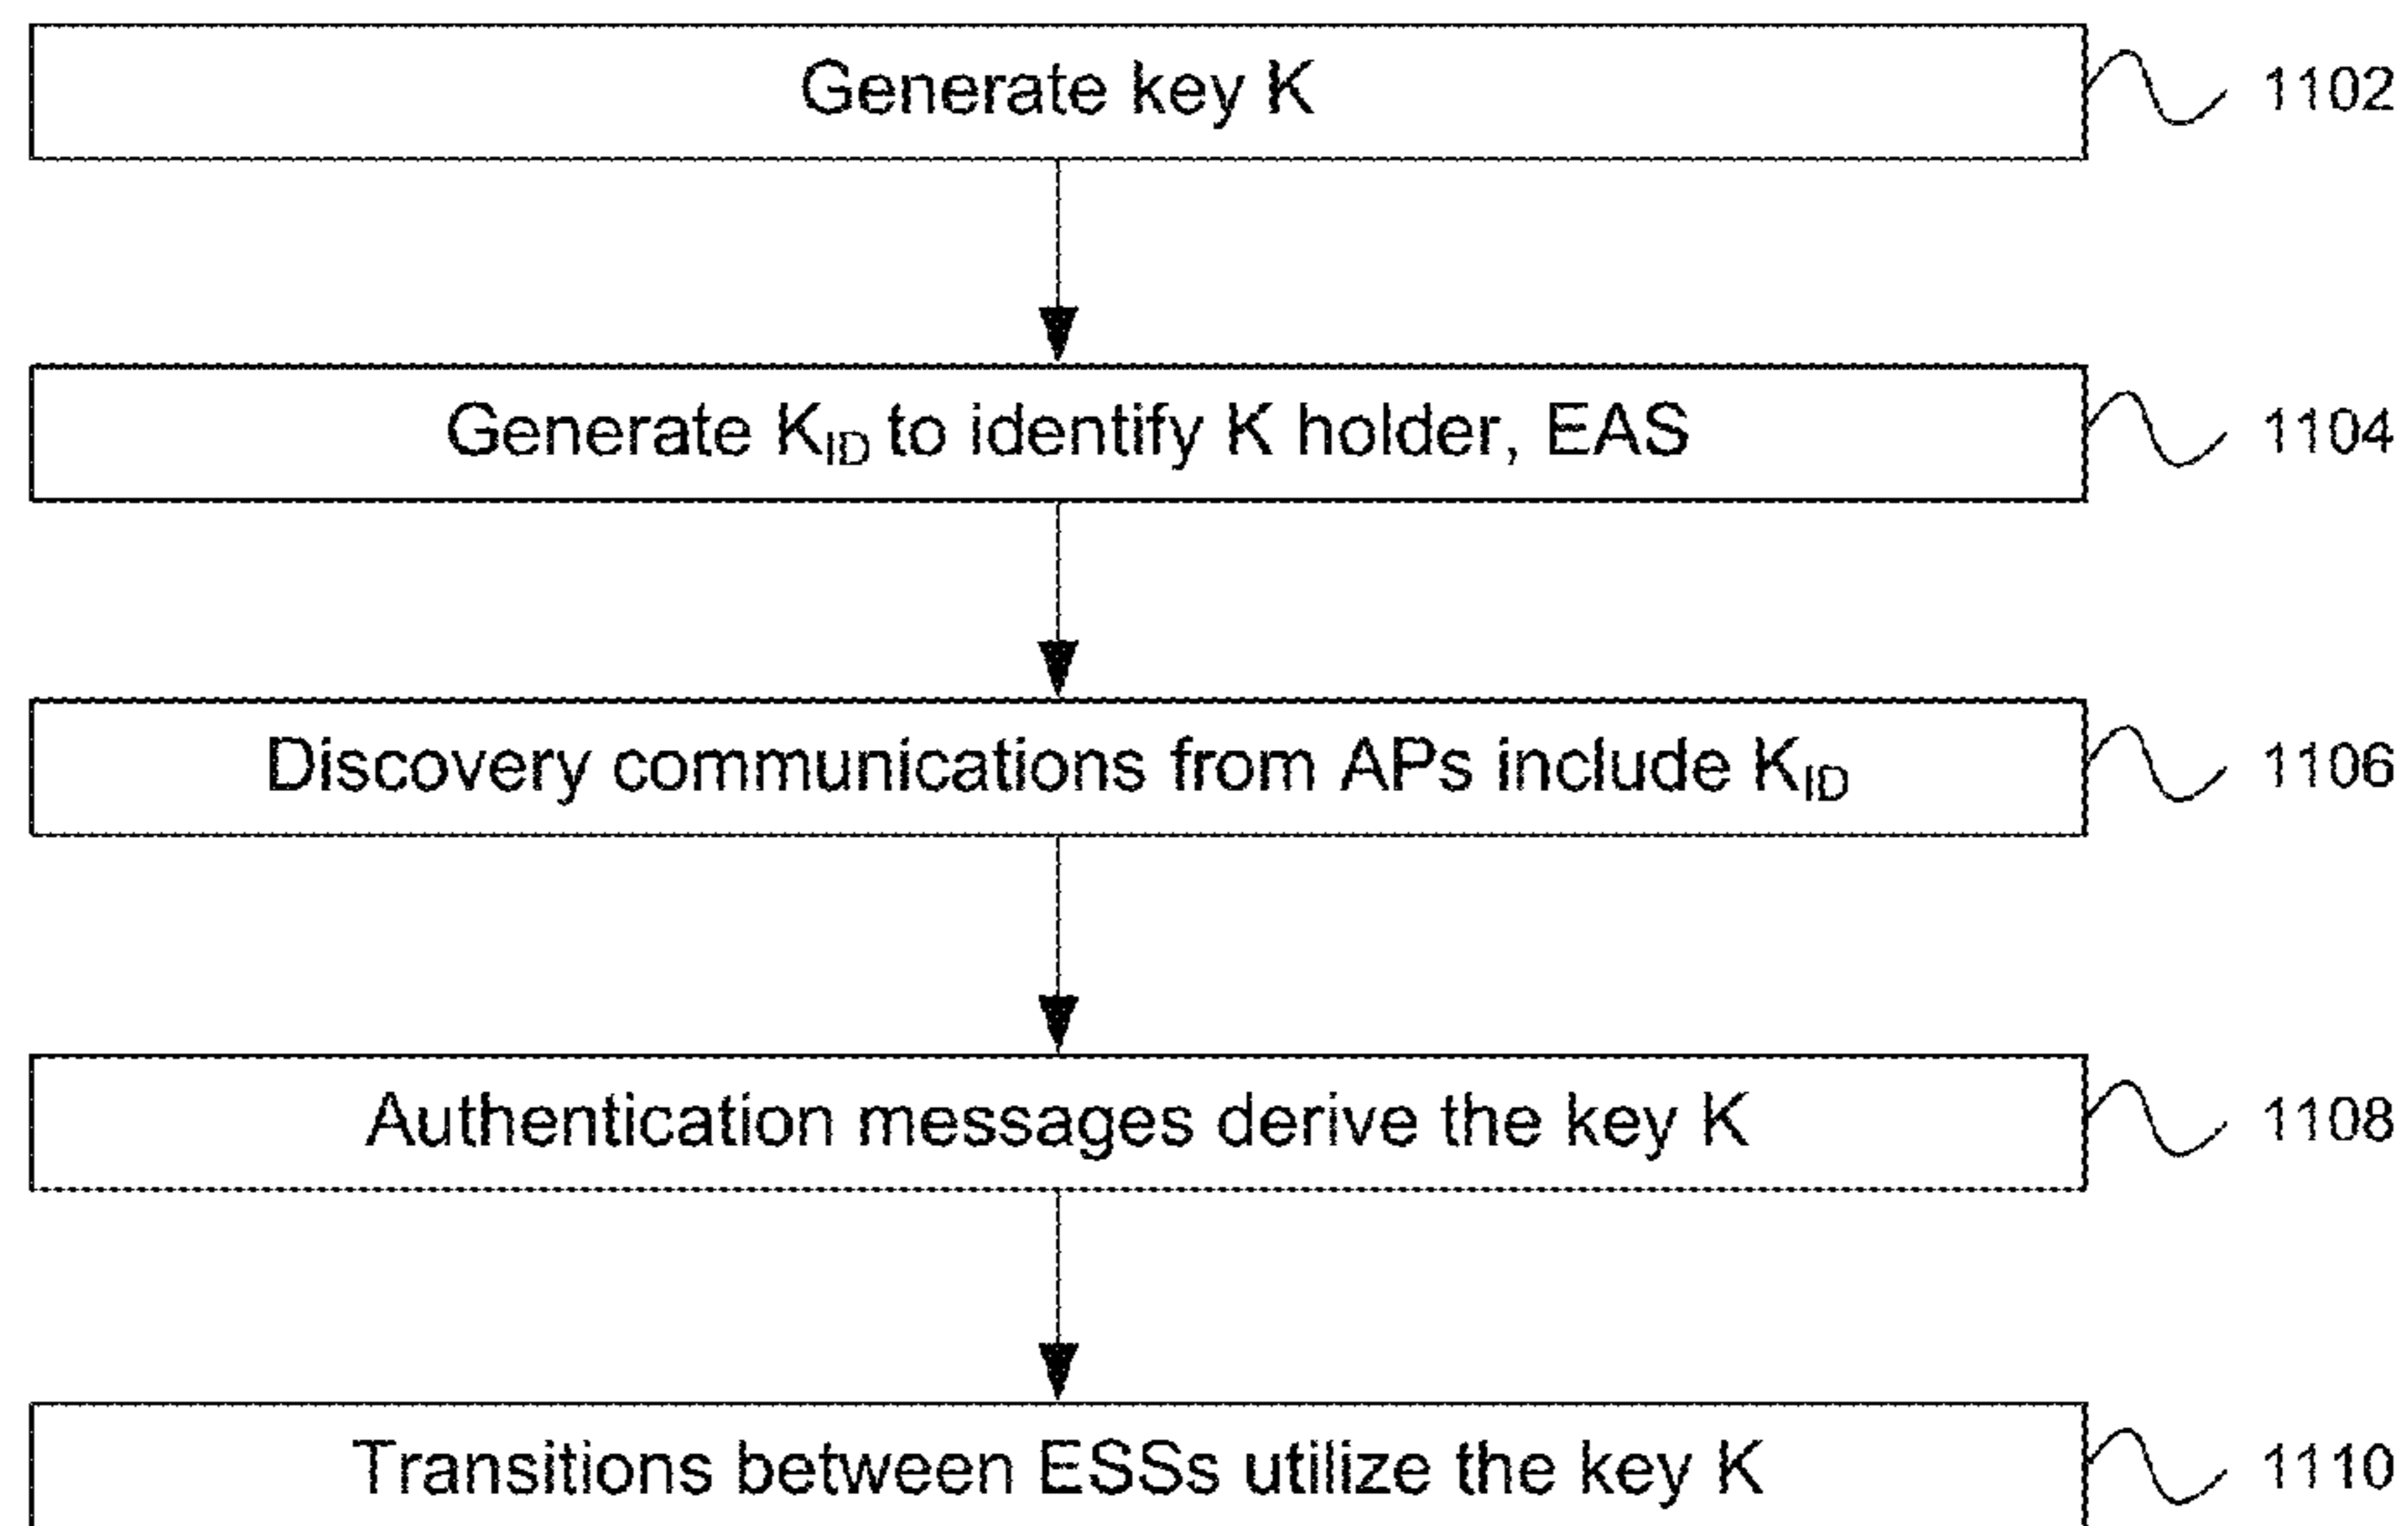 Generate key K 1102
Generate K_ID to identify K holder, EAS 1104
Discovery communications from APs include K_ID 1106
Authentication messages derive the key K 1108
Transitions between ESSs utilize the key K 1110